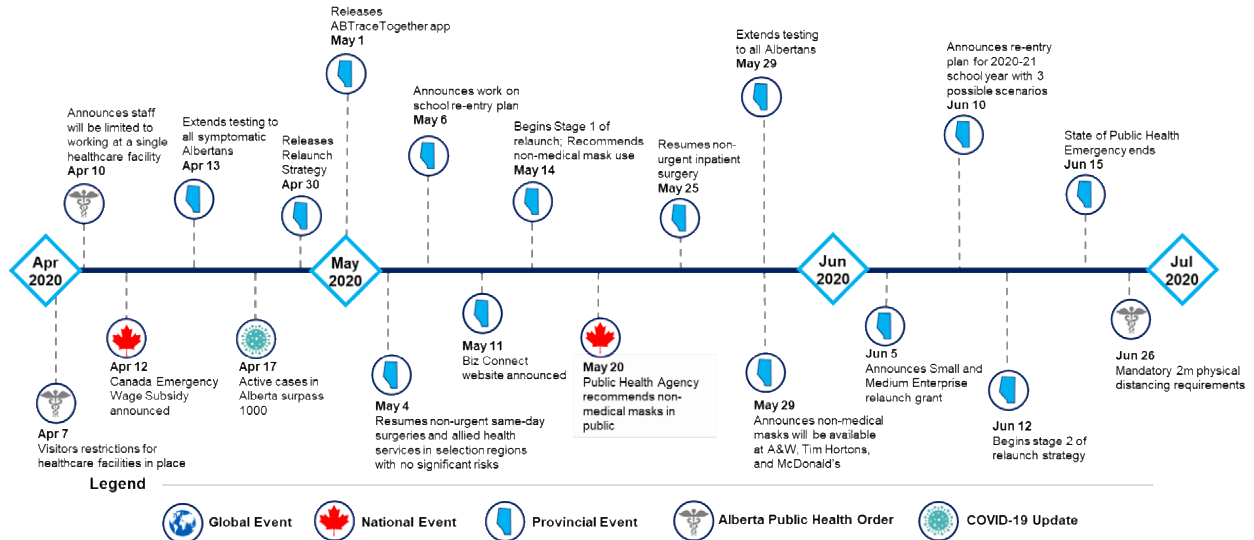 Releases
ABTraceTogether app
May 1
Extends testing
to all Albertans
May 29
Announces re-entry
plan for 2020-21
school year with 3
possible scenarios
Jun 10
Announces staff
will be limited to
working at a single
healthcare facility
Apr 10
Extends testing to
all symptomatic
Albertans
Apr 13
Releases
Relaunch
Strategy
Apr 30
Announces work on
school re-entry plan
May 6
Begins Stage 1 of
relaunch; Recommends
non-medical mask use
May 14
Resumes non-
urgent inpatient
surgery
May 25
State of Public Health
Emergency ends
Jun 15
Apr
2020
May
2020
Jun
2020
Jul
2020
Apr 7
Visitors restrictions for
healthcare facilities in place
Apr 12
Canada Emergency
Wage Subsidy
announced
Apr 17
Active cases in
Alberta surpass
1000
May 4
Resumes non-urgent same-day
surgeries and allied health
services in selection regions
with no significant risks
May 11
Biz Connect
website announced
May 20
Public Health Agency
recommends non-
medical masks in
public
May 29
Announces non-medical
masks will be available
at A&W, Tim Hortons,
and McDonald's
Jun 5
Announces Small and
Medium Enterprise
relaunch grant
Jun 12
Begins stage 2 of
relaunch strategy
Jun 26
Mandatory 2m physical
distancing requirements
Legend
Global Event
National Event
Provincial Event
Alberta Public Health Order
COVID-19 Update